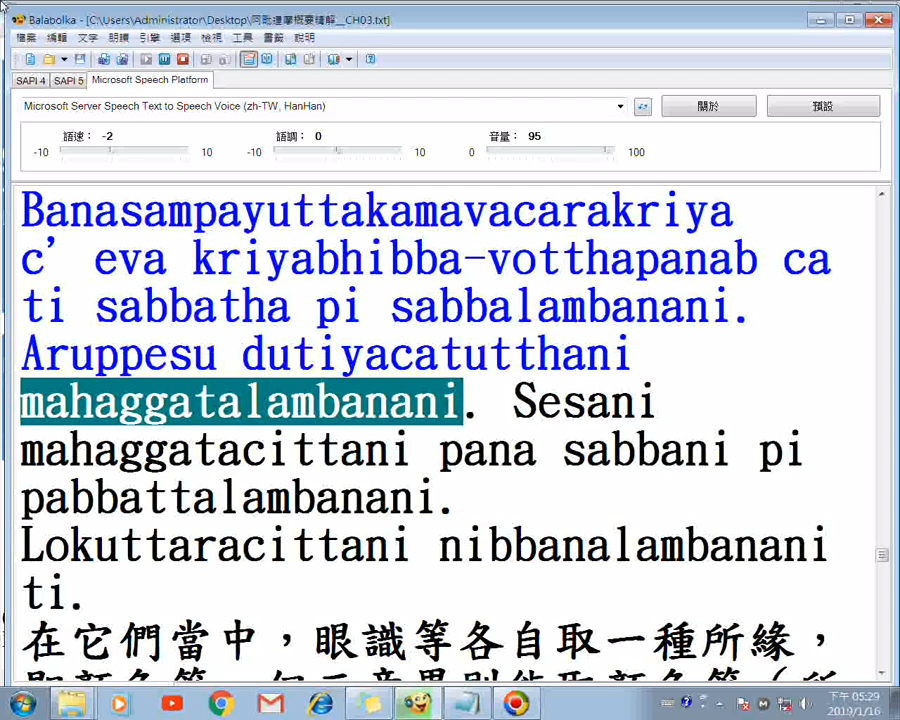 Balabolka - [C:\Users\Administrator\Desktop\阿毗達摩概要精解__CH03.txt]
檔案 編輯 文字 朗讀 引擎 選項 檢視 工具 書籤 說明
SAPI 4 SAPI 5 Microsoft Speech Platform
Microsoft Server Speech Text to Speech Voice (zh-TW, HanHan) 關於 預設
語速： -2 語調： 0 音量： 95
-10 10 -10 10 0 100
Banasampayuttakamavacarakriya
c’ eva kriyabhibba-votthapanab ca
ti sabbatha pi sabbalambanani.
Aruppesu dutiyacatutthani
mahaggatalambanani. Sesani
mahaggatacittani pana sabbani pi
pabbattalambanani.
Lokuttaracittani nibbanalambanani
ti.
在它們當中，眼識等各自取一種所緣，
下午 05:29
2019/1/16